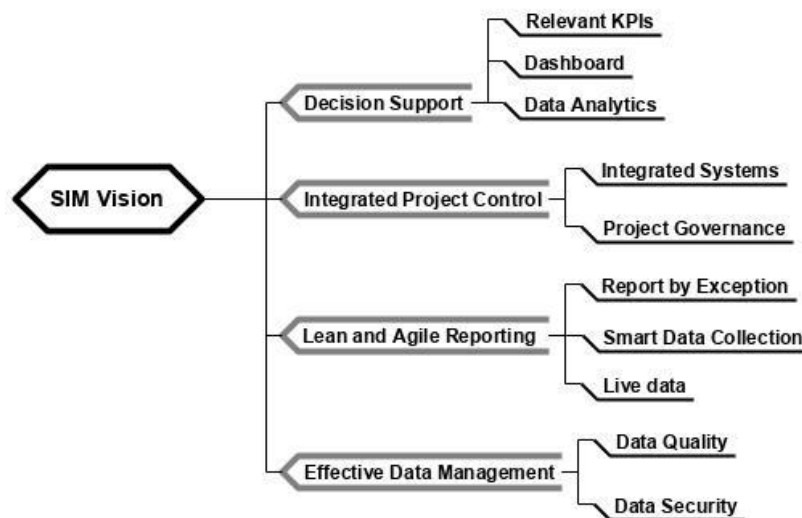 SIM Vision
Decision Support
Relevant KPIs
Dashboard
Data Analytics
Integrated Project Control
Integrated Systems
Project Governance
Lean and Agile Reporting
Report by Exception
Smart Data Collection
Live data
Effective Data Management
Data Quality
Data Security